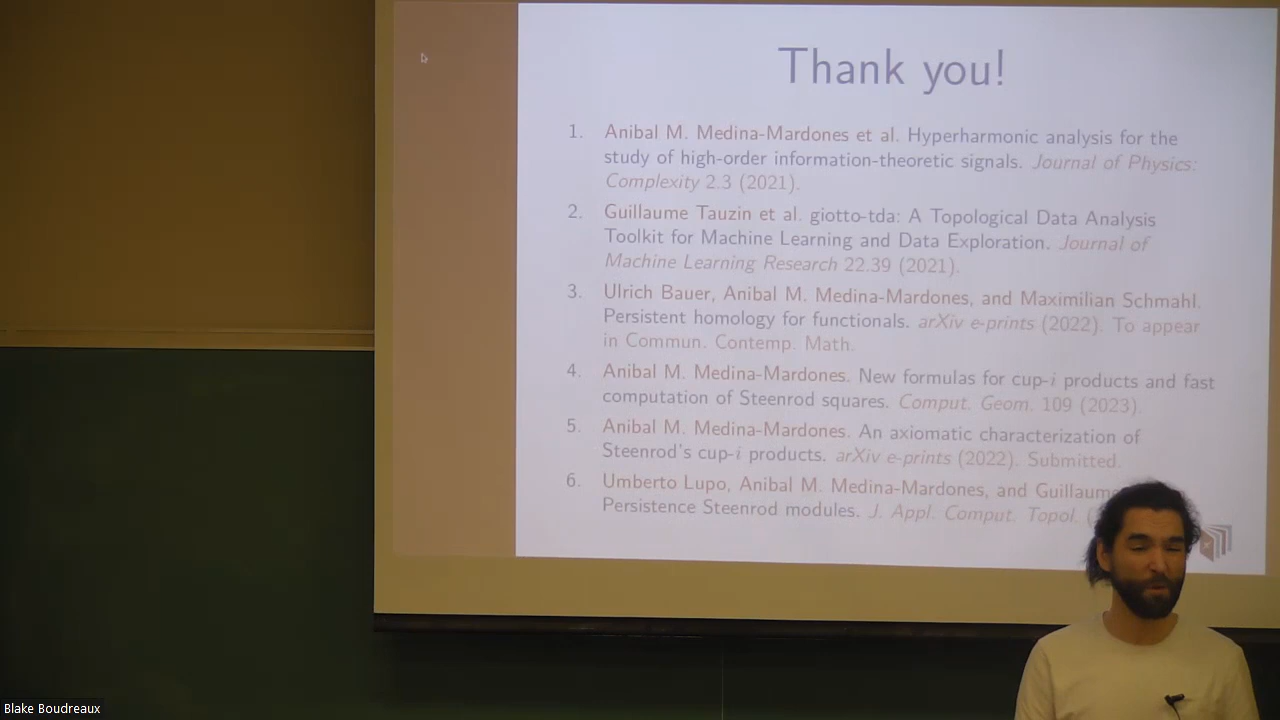 Thank you!
1. Anibal M. Medina-Mardones et al. Hyperharmonic analysis for the
study of high-order information-theoretic signals. Journal of Physics:
Complexity 2.3 (2021).
2. Guillaume Tauzin et al. giotto-tda: A Topological Data Analysis
Toolkit for Machine Learning and Data Exploration. Journal of
Machine Learning Research 22.39 (2021).
3. Ulrich Bauer, Anibal M. Medina-Mardones, and Maximilian Schmahl.
Persistent homology for functionals. arXiv e-prints (2022). To appear
in Commun. Contemp. Math.
4. Anibal M. Medina-Mardones. New formulas for cup-i products and fast
computation of Steenrod squares. Comput. Geom. 109 (2023).
5. Anibal M. Medina-Mardones. An axiomatic characterization of
Steenrod's cup-i products. arXiv e-prints (2022). Submitted.
6. Umberto Lupo, Anibal M. Medina-Mardones, and Guillaume
Persistence Steenrod modules. J. Appl. Comput. Topol. (
Blake Boudreaux